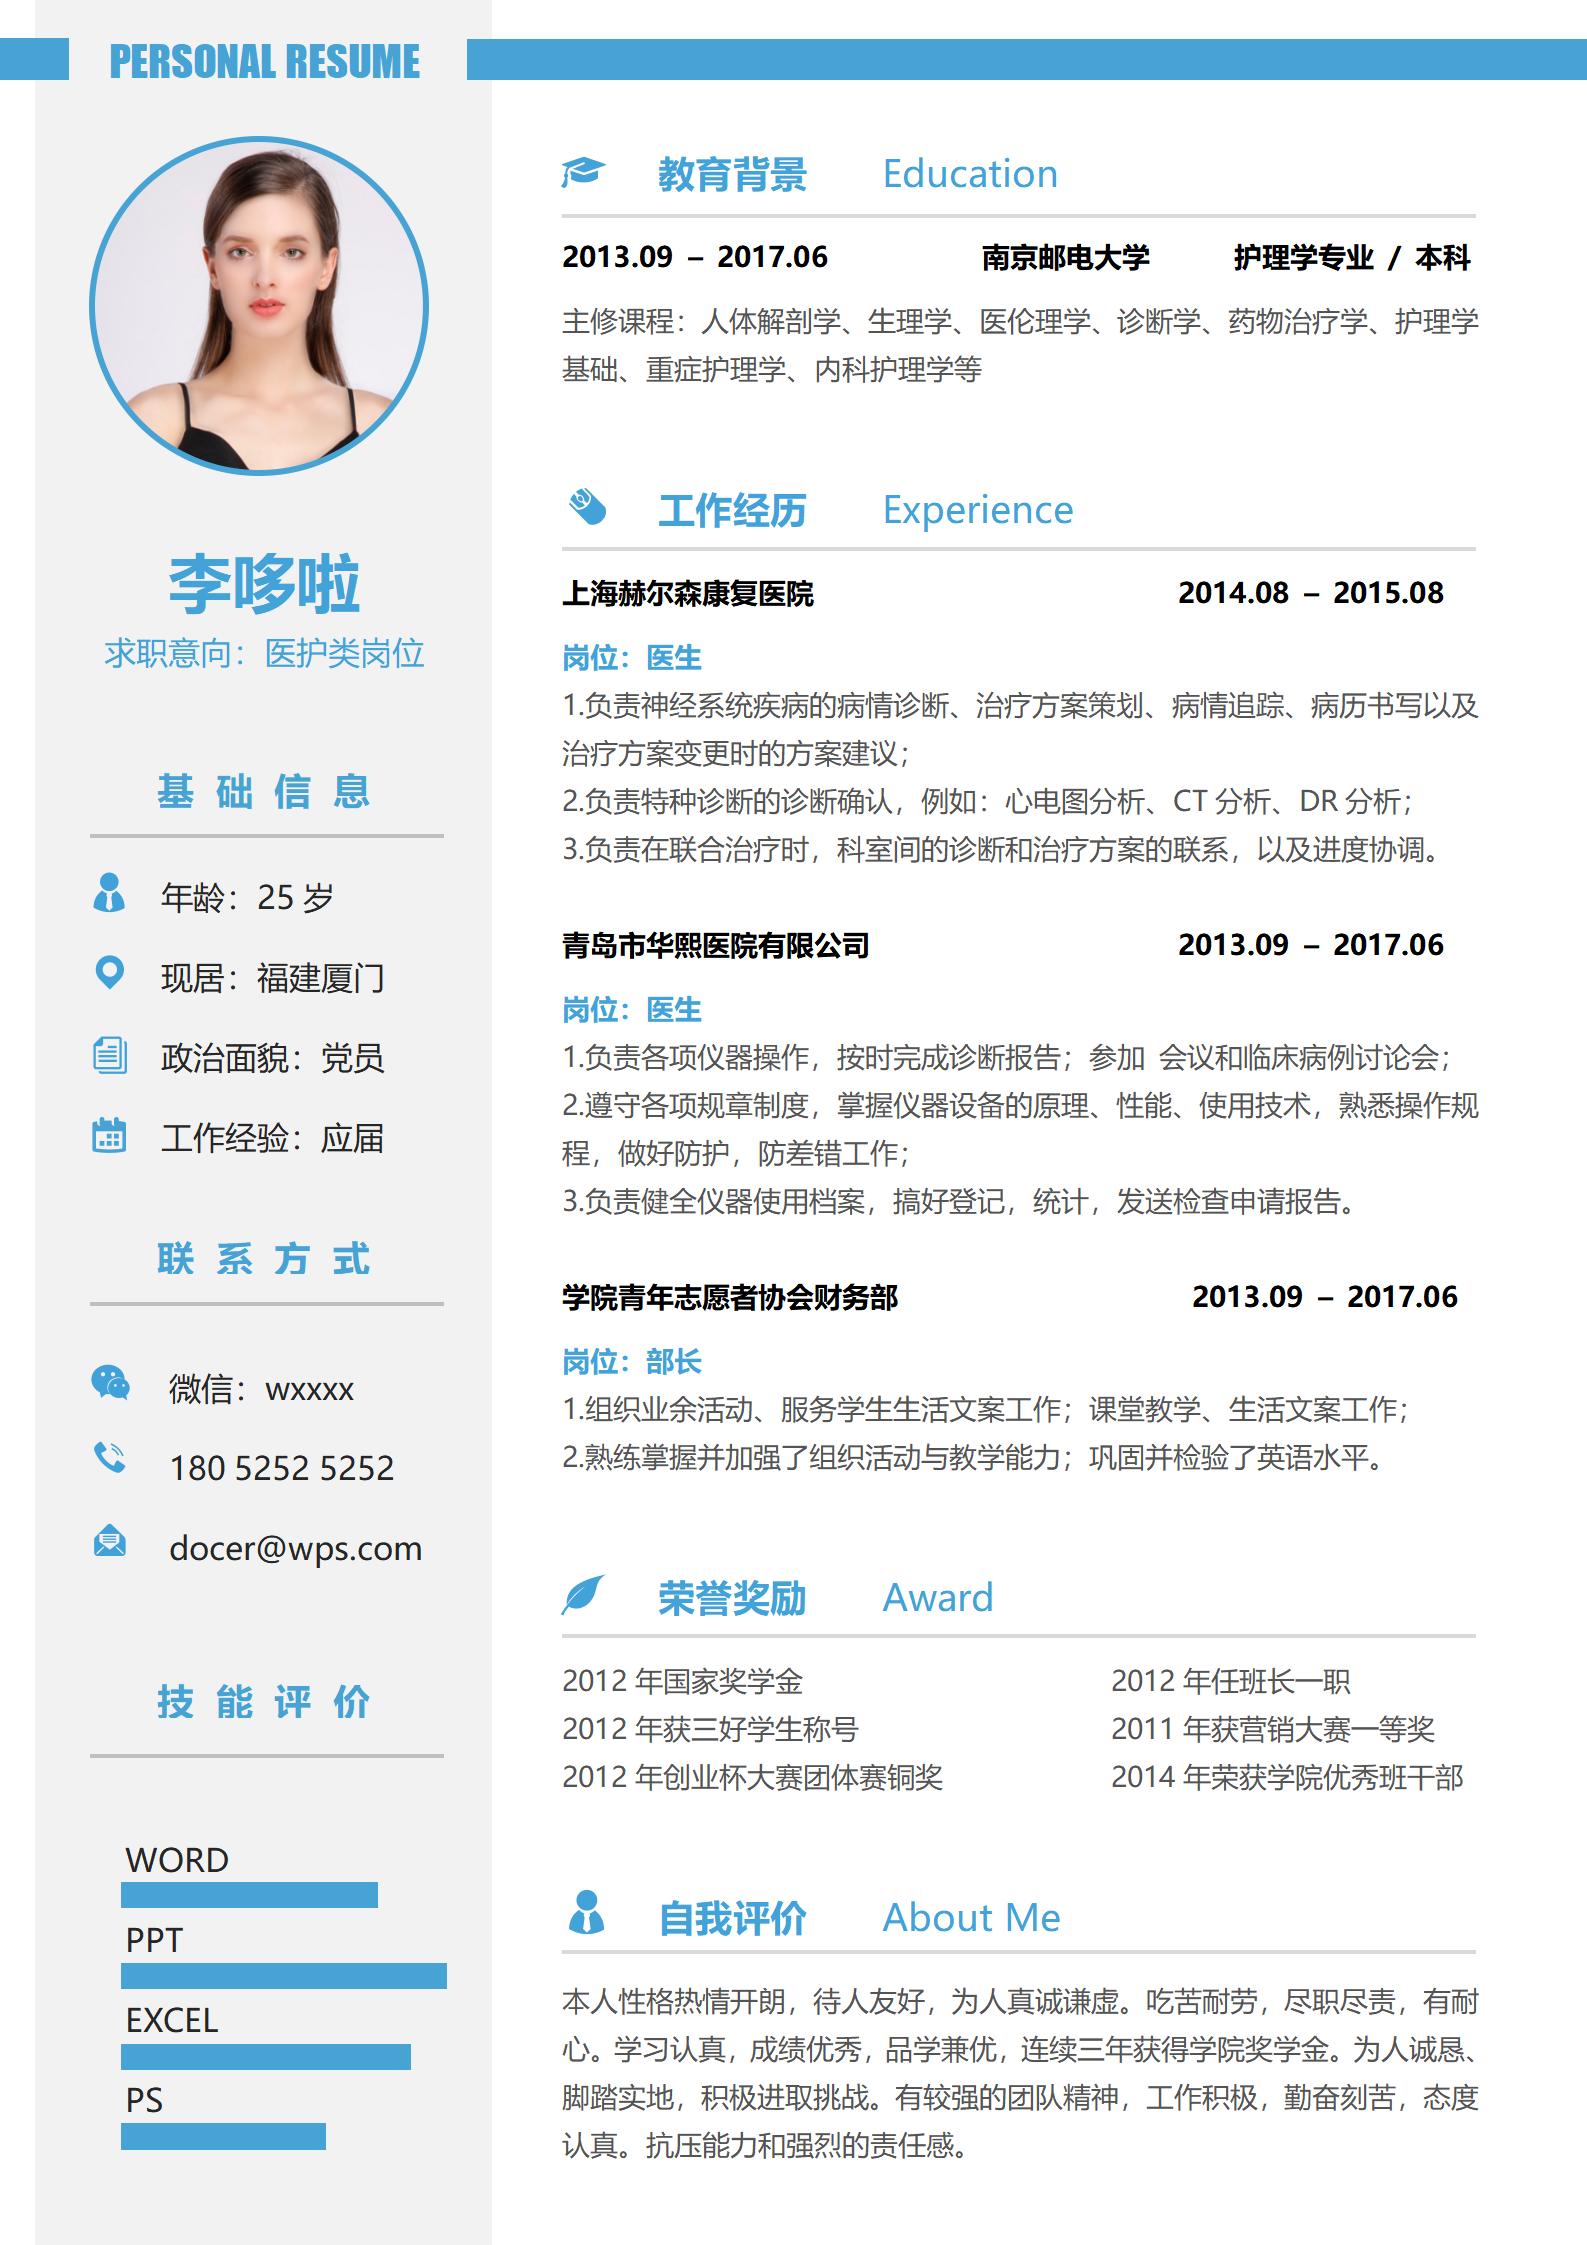 PERSONAL RESUME
李哆啦
求职意向：医护类岗位
基础信息
年龄：25 岁
现居：福建厦门
政治面貌：党员
工作经验：应届
联系方式
微信：wxxxx
180 5252 5252
docer@wps.com
技能评价
WORD
PPT
EXCEL
PS
教育背景 Education
2013.09 – 2017.06 南京邮电大学 护理学专业 / 本科
主修课程：人体解剖学、生理学、医伦理学、诊断学、药物治疗学、护理学
基础、重症护理学、内科护理学等
工作经历 Experience
上海赫尔森康复医院 2014.08 – 2015.08
岗位：医生
1.负责神经系统疾病的病情诊断、治疗方案策划、病情追踪、病历书写以及
治疗方案变更时的方案建议；
2.负责特种诊断的诊断确认，例如：心电图分析、CT 分析、DR 分析；
3.负责在联合治疗时，科室间的诊断和治疗方案的联系，以及进度协调。
青岛市华熙医院有限公司 2013.09 – 2017.06
岗位：医生
1.负责各项仪器操作，按时完成诊断报告；参加 会议和临床病例讨论会；
2.遵守各项规章制度，掌握仪器设备的原理、性能、使用技术，熟悉操作规
程，做好防护，防差错工作；
3.负责健全仪器使用档案，搞好登记，统计，发送检查申请报告。
学院青年志愿者协会财务部 2013.09 – 2017.06
岗位：部长
1.组织业余活动、服务学生生活文案工作；课堂教学、生活文案工作；
2.熟练掌握并加强了组织活动与教学能力；巩固并检验了英语水平。
荣誉奖励 Award
2012 年国家奖学金 2012 年任班长一职
2012 年获三好学生称号 2011 年获营销大赛一等奖
2012 年创业杯大赛团体赛铜奖 2014 年荣获学院优秀班干部
自我评价 About Me
本人性格热情开朗，待人友好，为人真诚谦虚。吃苦耐劳，尽职尽责，有耐
心。学习认真，成绩优秀，品学兼优，连续三年获得学院奖学金。为人诚恳、
脚踏实地，积极进取挑战。有较强的团队精神，工作积极，勤奋刻苦，态度
认真。抗压能力和强烈的责任感。